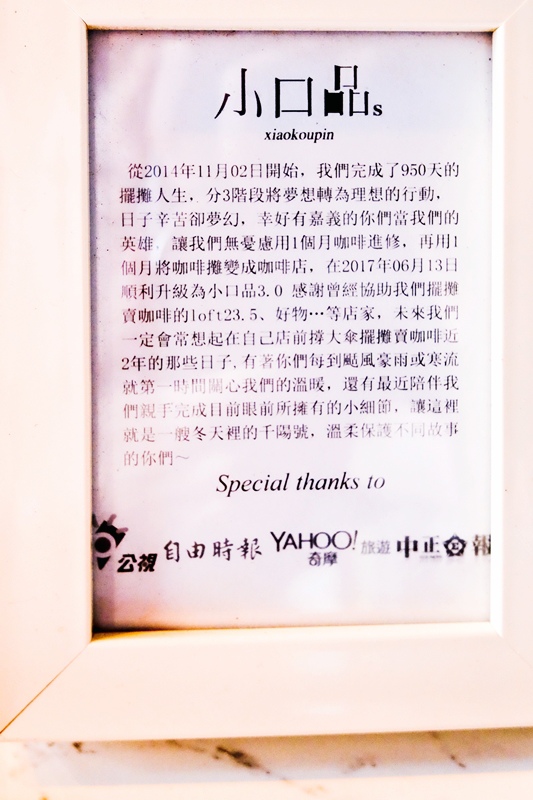 小口品s
xiaokoupin
從2014年11月02日開始，我們完成了950天的
擺攤人生，分3階段將夢想轉為理想的行動，
日子辛苦卻夢幻，幸好有嘉義的你們當我們的
英雄，讓我們無憂慮用1個月咖啡進修，再用1
個月將咖啡攤變成咖啡店，在2017年06月13日
順利升級為小口品3.0 感謝曾經協助我們擺攤
賣咖啡的loft23.5、好物…等店家，未來我們
一定會常想起在自己店前撐大傘擺攤賣咖啡近
2年的那些日子,有著你們每到颱風豪雨或寒流
就第一時間關心我們的溫暖，還有最近陪伴我
們親手完成目前眼前所擁有的小細節，讓這裡
就是一艘冬天裡的千陽號，溫柔保護不同故事
的你們~
Special thanks to
公視 自由時報 YAHOO! 奇摩 旅遊 中正 E 報